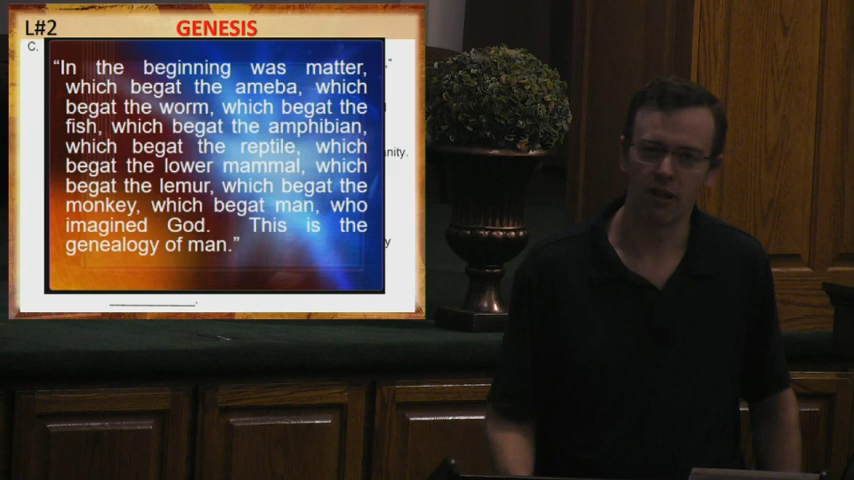 L#2
GENESIS
C.
"In the beginning was matter,
which begat the ameba, which
begat the worm, which begat the
fish, which begat the amphibian,
which begat the reptile, which
begat the lower mammal, which
begat the lemur, which begat the
monkey, which begat man, who
imagined God. This is the
genealogy of man."